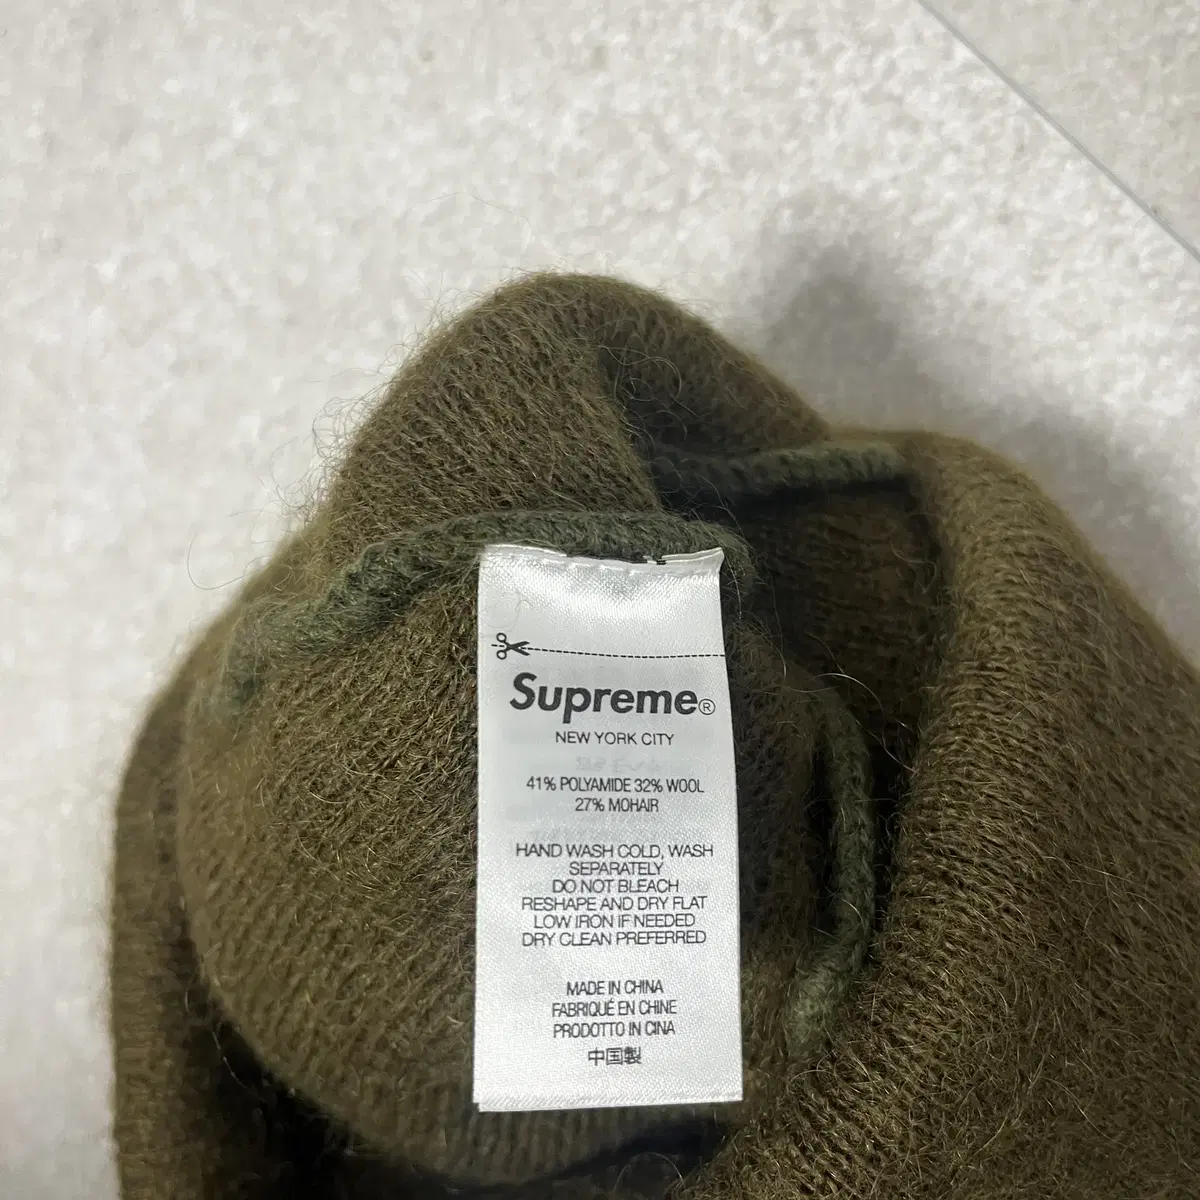 Supreme®
NEW YORK CITY
41% POLYAMIDE 32% WOOL
27% MOHAIR
HAND WASH COLD, WASH
SEPARATELY
DO NOT BLEACH
RESHAPE AND DRY FLAT
LOW IRON IF NEEDED
DRY CLEAN PREFERRED
MADE IN CHINA
FABRIQUÉ EN CHINE
PRODOTTO IN CINA
中国製